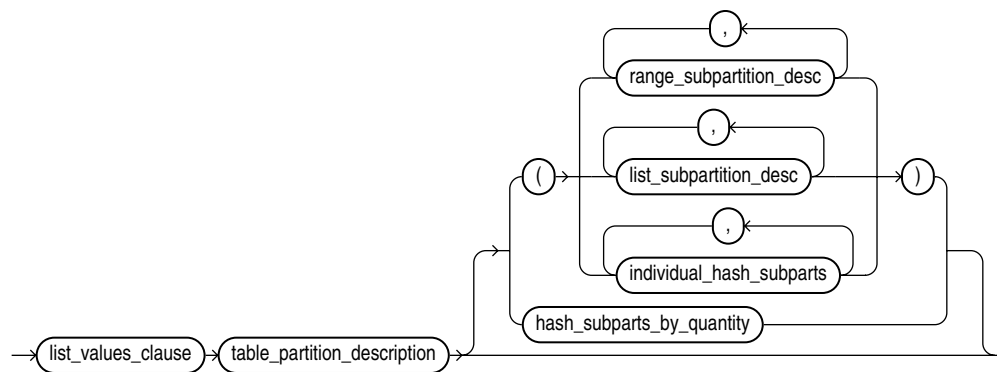 ,
range_subpartition_desc
,
( list_subpartition_desc )
,
individual_hash_subparts
hash_subparts_by_quantity
list_values_clause table_partition_description